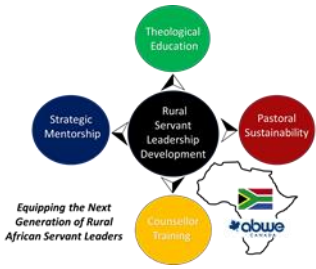 Theological
Education
Strategic
Mentorship
Rural
Servant
Leadership
Development
Pastoral
Sustainability
Equipping the Next
Generation of Rural
African Servant Leaders
Counsellor
Training
abwe
CANADA